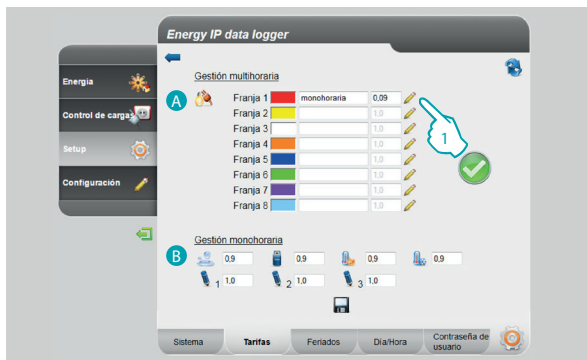 Energy IP data logger
Energia
Control de cargas
Setup
Configuración
Gestión multihoraria
A
Franja 1 monohoraria 0,09
Franja 2 1,0
Franja 3 1,0
Franja 4 1,0
Franja 5 1,0
Franja 6 1,0
Franja 7 1,0
Franja 8 1,0
1
Gestión monohoraria
B 0,9 0,9 0,9 0,9
1 1,0 2 1,0 3 1,0
Sistema Tarifas Feriados Día/Hora Contraseña de
usuario